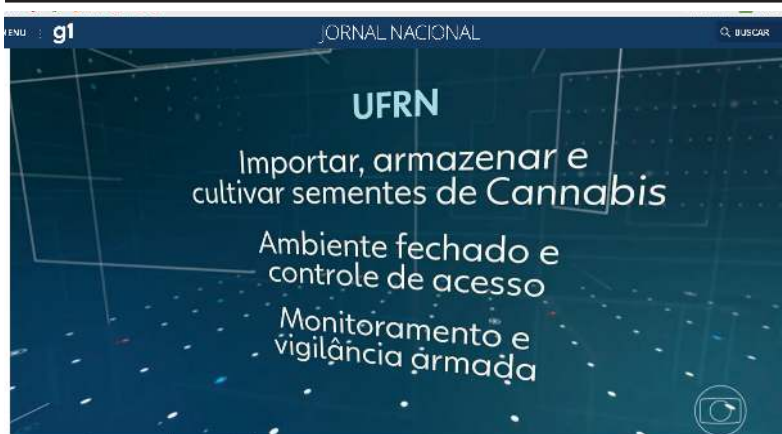 MENU g1 JORNAL NACIONAL BUSCAR
UFRN
Importar, armazenar e
cultivar sementes de Cannabis
Ambiente fechado e
controle de acesso
Monitoramento e
vigilância armada